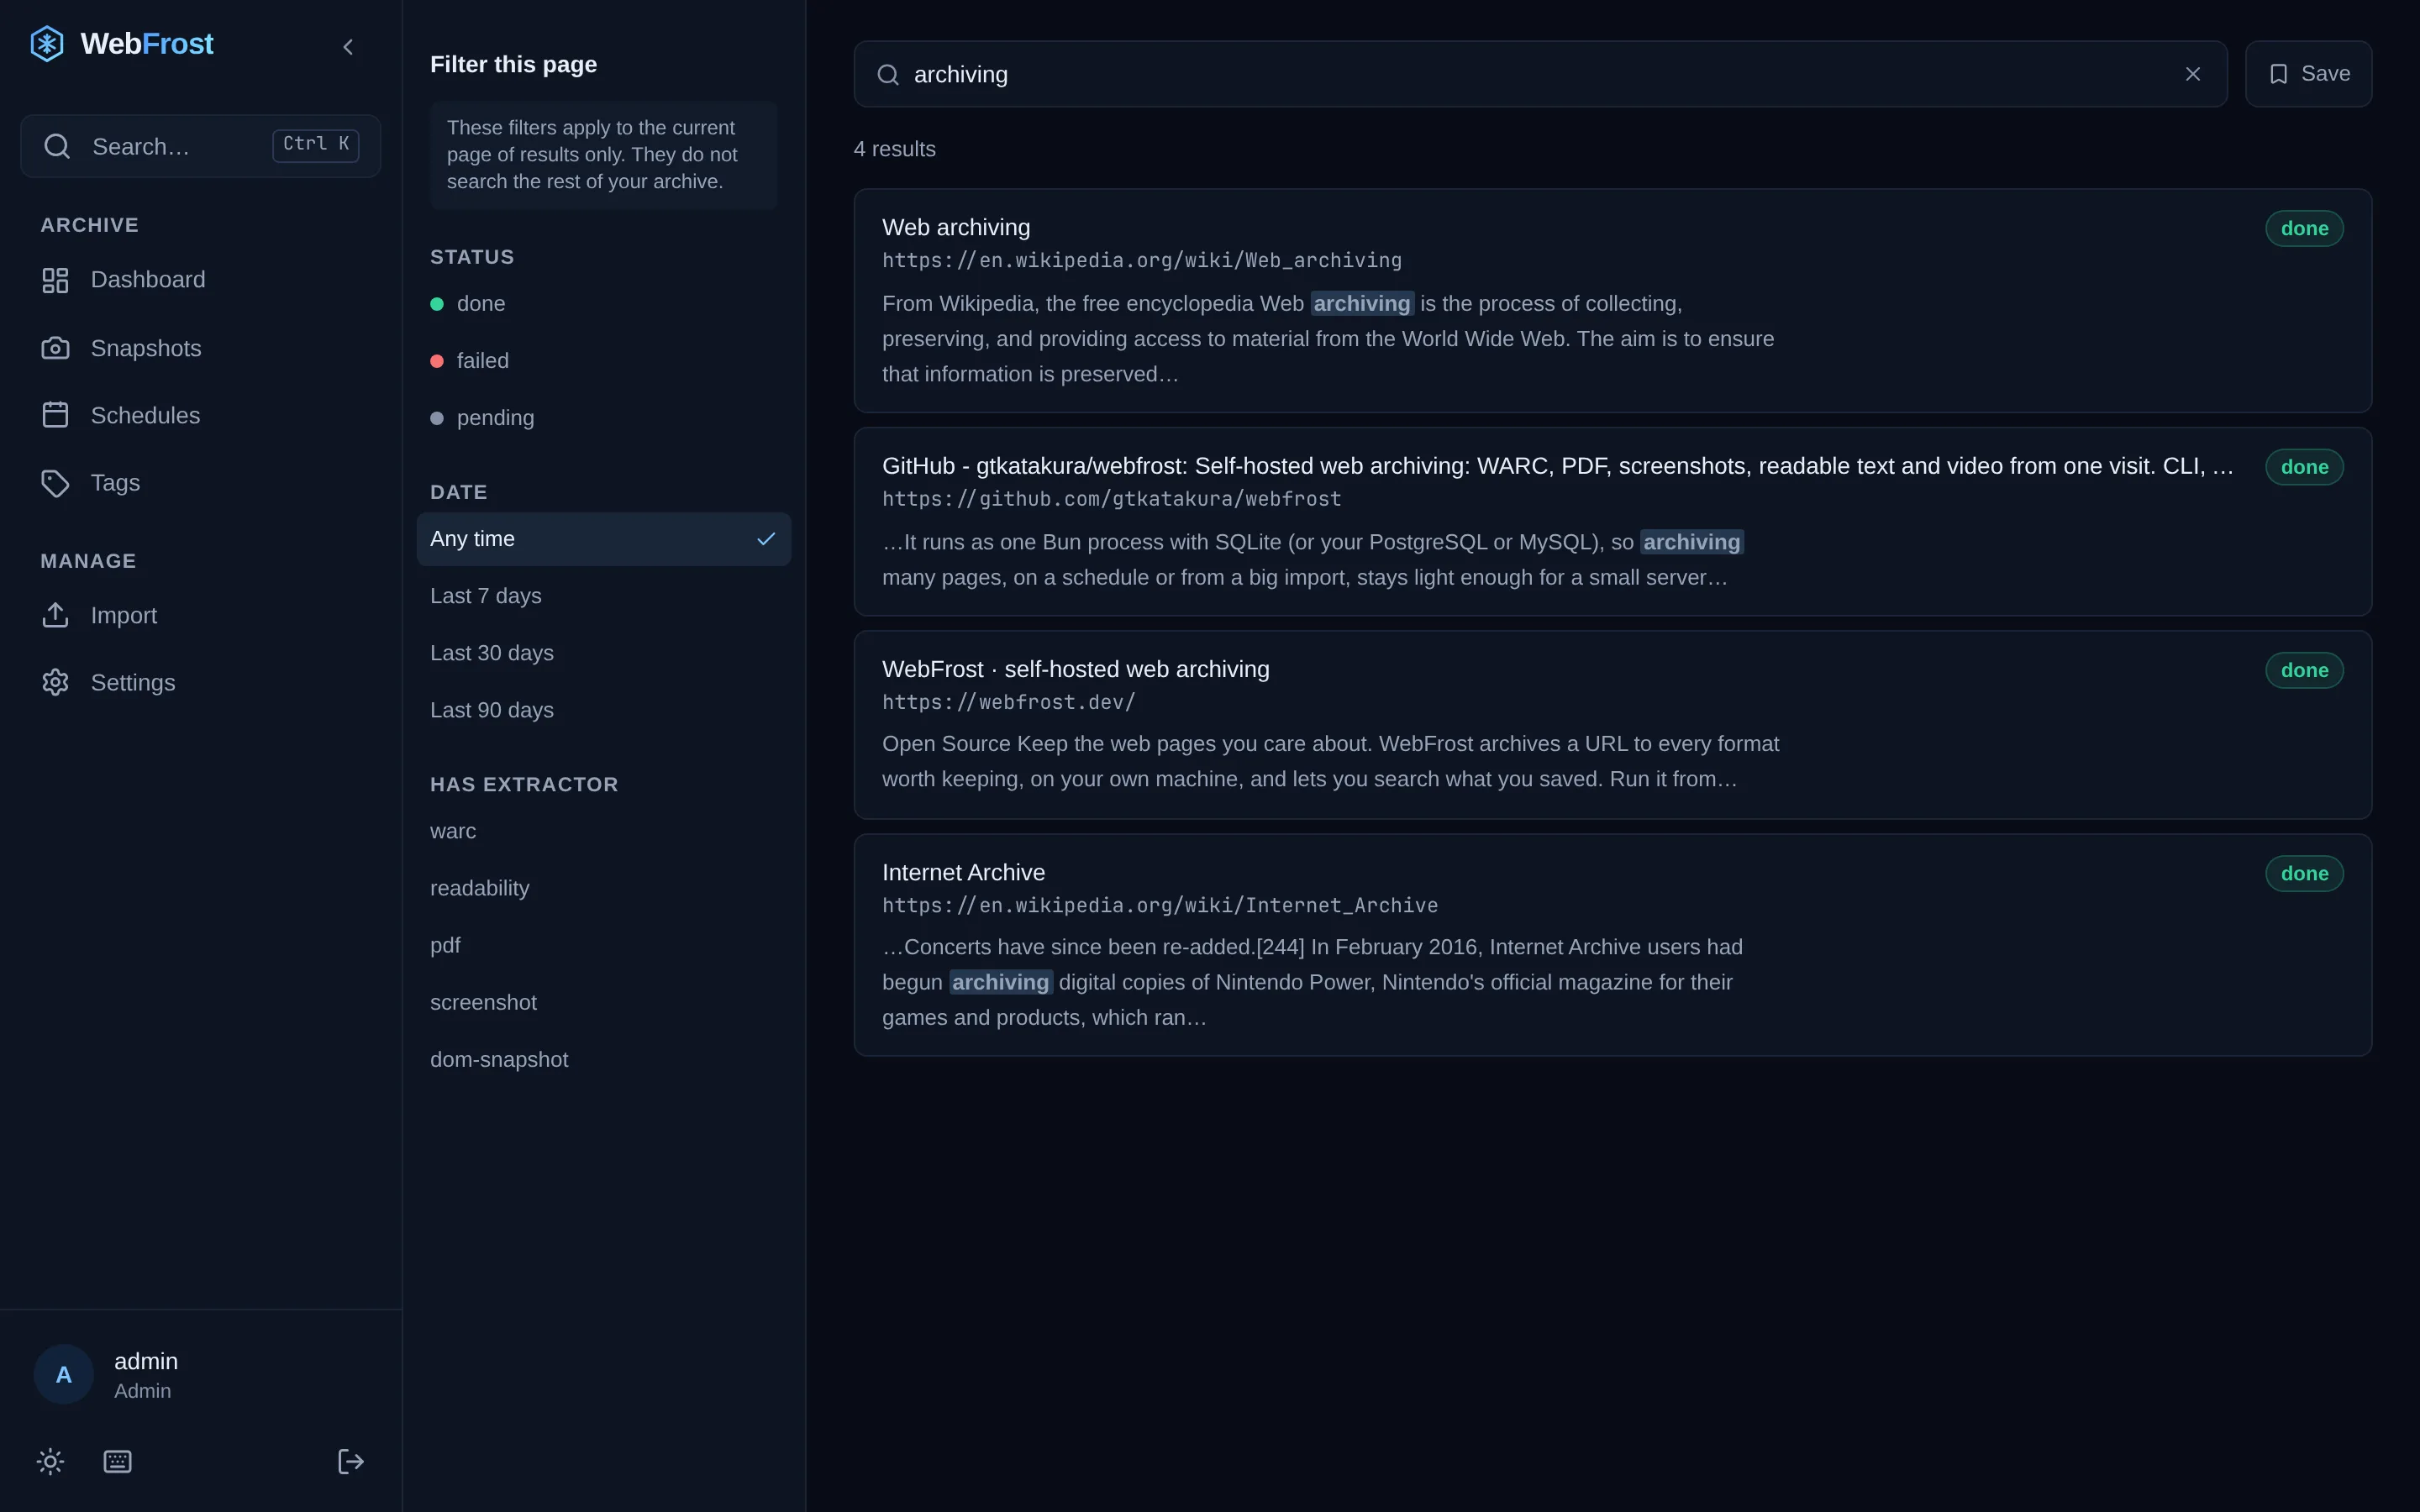 WebFrost
Search…
Ctrl K
ARCHIVE
Dashboard
Snapshots
Schedules
Tags
MANAGE
Import
Settings
A
admin
Admin
Filter this page
These filters apply to the current
page of results only. They do not
search the rest of your archive.
STATUS
done
failed
pending
DATE
Any time
Last 7 days
Last 30 days
Last 90 days
HAS EXTRACTOR
warc
readability
pdf
screenshot
dom-snapshot
archiving
Save
4 results
Web archiving
done
https://en.wikipedia.org/wiki/Web_archiving
From Wikipedia, the free encyclopedia Web archiving is the process of collecting,
preserving, and providing access to material from the World Wide Web. The aim is to ensure
that information is preserved…
GitHub - gtkatakura/webfrost: Self-hosted web archiving: WARC, PDF, screenshots, readable text and video from one visit. CLI, …
done
https://github.com/gtkatakura/webfrost
…It runs as one Bun process with SQLite (or your PostgreSQL or MySQL), so archiving
many pages, on a schedule or from a big import, stays light enough for a small server…
WebFrost · self-hosted web archiving
done
https://webfrost.dev/
Open Source Keep the web pages you care about. WebFrost archives a URL to every format
worth keeping, on your own machine, and lets you search what you saved. Run it from…
Internet Archive
done
https://en.wikipedia.org/wiki/Internet_Archive
…Concerts have since been re-added.[244] In February 2016, Internet Archive users had
begun archiving digital copies of Nintendo Power, Nintendo's official magazine for their
games and products, which ran…